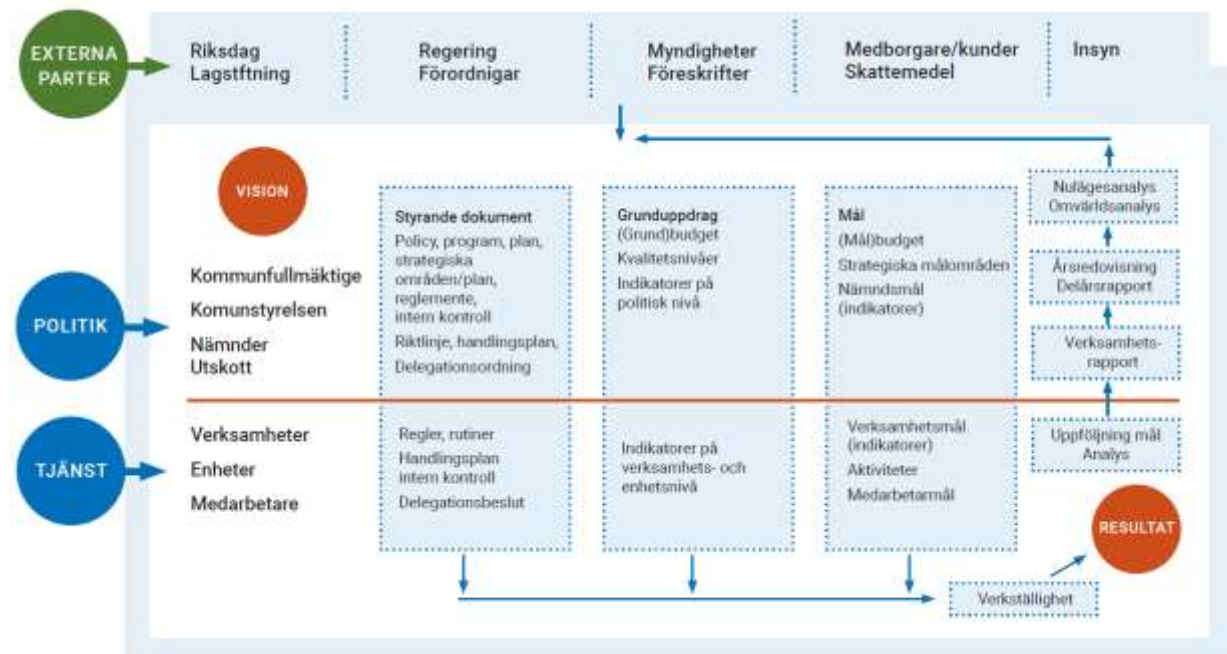 EXTERNA
PARTER
Riksdag
Lagstftning
Regering
Förordnigar
Myndigheter
Föreskrifter
Medborgare/kunder
Skattemedel
Insyn
VISION
POLITIK
Kommunfullmäktige
Komunstyrelsen
Nämnder
Utskott
Styrande dokument
Policy, program, plan,
strategiska
områden/plan,
reglemente,
intern kontroll
Riktlinje, handlingsplan,
Delegationsordning
Grunduppdrag
(Grund)budget
Kvalitetsnivåer
Indikatorer på
politisk nivå
Mål
(Mål)budget
Strategiska målområden
Nämndsmål
(indikatorer)
Nulägesanalys
Omvärldsanalys
Årsredovisning
Delårsrapport
Verksamhets-
rapport
TJÄNST
Verksamheter
Enheter
Medarbetare
Regler, rutiner
Handlingsplan
intern kontroll
Delegationsbeslut
Indikatorer på
verksamhets- och
enhetsnivå
Verksamhetsmål
(indikatorer)
Aktiviteter
Medarbetarmål
Uppföljning mål
Analys
RESULTAT
Verkställighet